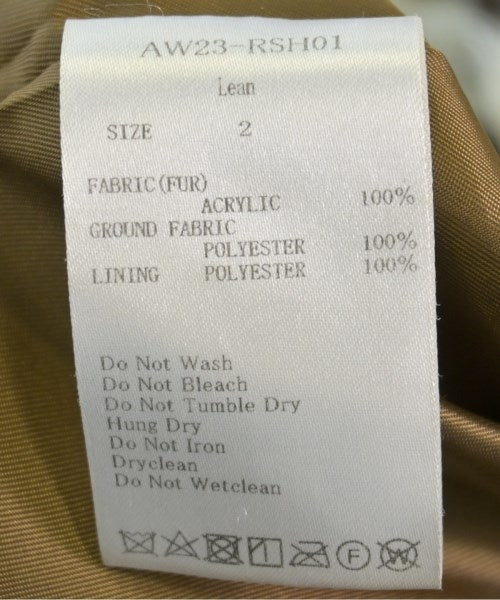 AW23-RSH01
Lean
SIZE 2
FABRIC(FUR)
ACRYLIC 100%
GROUND FABRIC
POLYESTER 100%
LINING POLYESTER 100%
Do Not Wash
Do Not Bleach
Do Not Tumble Dry
Hung Dry
Do Not Iron
Dryclean
Do Not Wetclean
F W